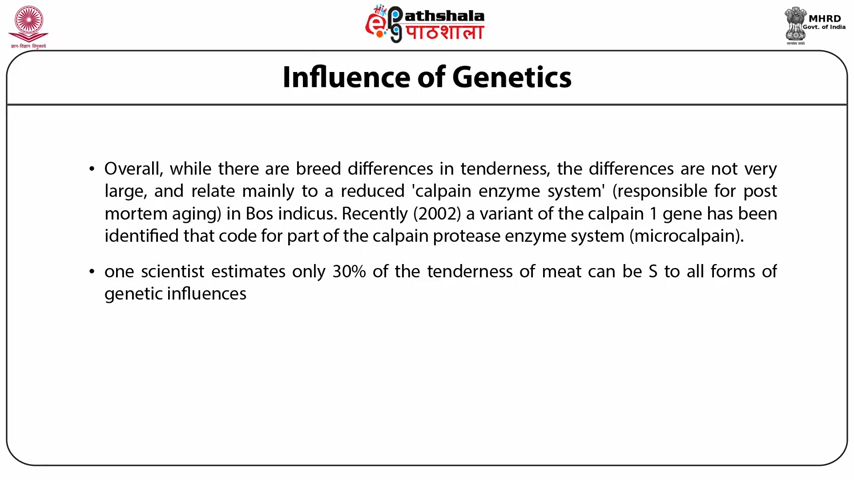 ePathshala
पाठशाला
MHRD
Govt. of India
Influence of Genetics
• Overall, while there are breed differences in tenderness, the differences are not very
large, and relate mainly to a reduced 'calpain enzyme system' (responsible for post
mortem aging) in Bos indicus. Recently (2002) a variant of the calpain 1 gene has been
identified that code for part of the calpain protease enzyme system (microcalpain).
• one scientist estimates only 30% of the tenderness of meat can be S to all forms of
genetic influences